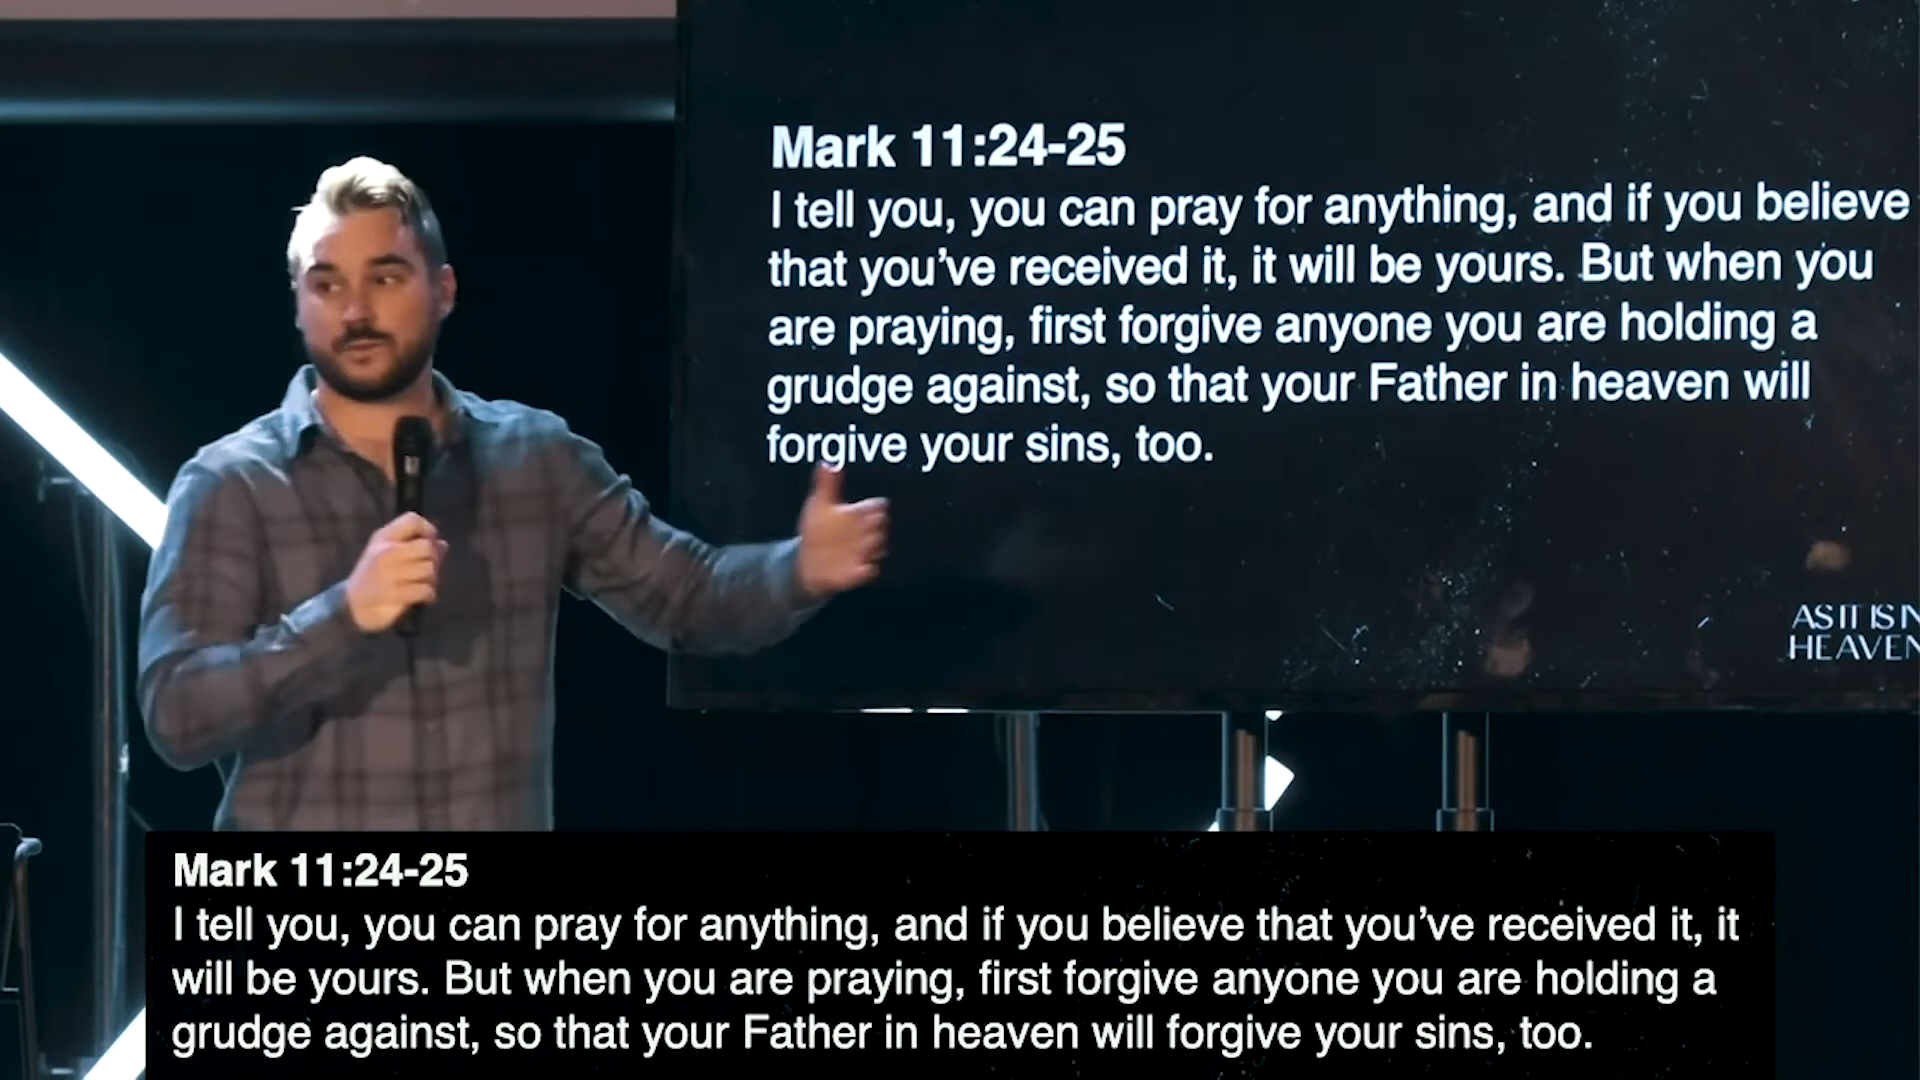 Mark 11:24-25
I tell you, you can pray for anything, and if you believe
that you've received it, it will be yours. But when you
are praying, first forgive anyone you are holding a
grudge against, so that your Father in heaven will
forgive your sins, too.
AS IT IS IN
HEAVEN
Mark 11:24-25
I tell you, you can pray for anything, and if you believe that you've received it, it
will be yours. But when you are praying, first forgive anyone you are holding a
grudge against, so that your Father in heaven will forgive your sins, too.